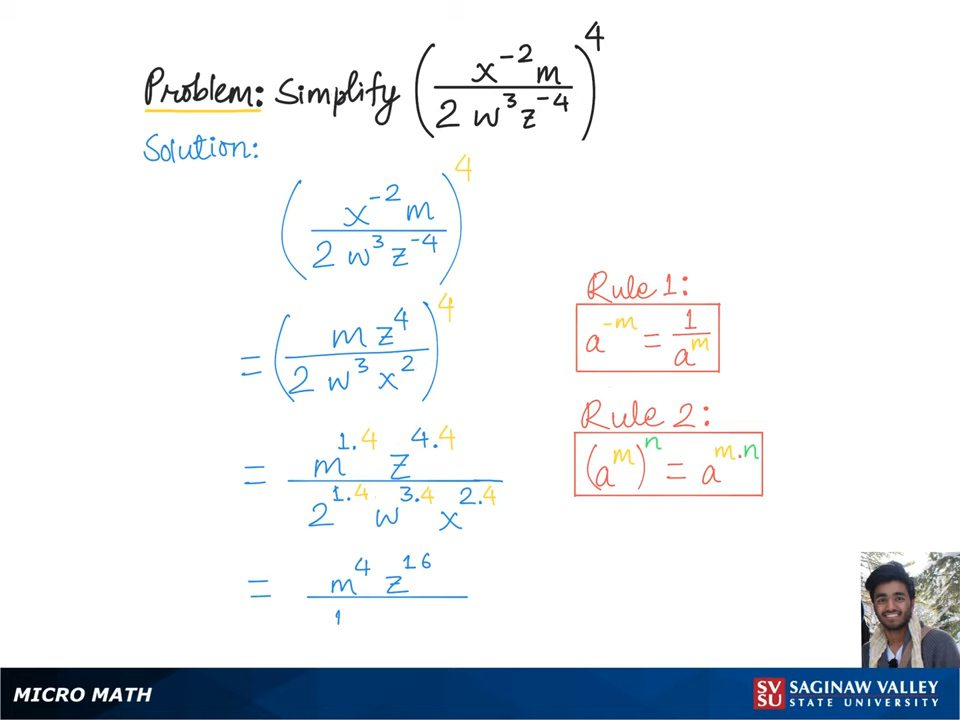 Problem: Simplify (x^-2 m / 2 w^3 z^-4)^4
Solution:
(x^-2 m / 2 w^3 z^-4)^4
= (m z^4 / 2 w^3 x^2)^4
= m^1.4 z^4.4 / 2^1.4 w^3.4 x^2.4
= m^4 z^16 / 1
Rule 1:
a^-m = 1 / a^m
Rule 2:
(a^m)^n = a^m.n
MICRO MATH
SV
SU
SAGINAW VALLEY
STATE UNIVERSITY